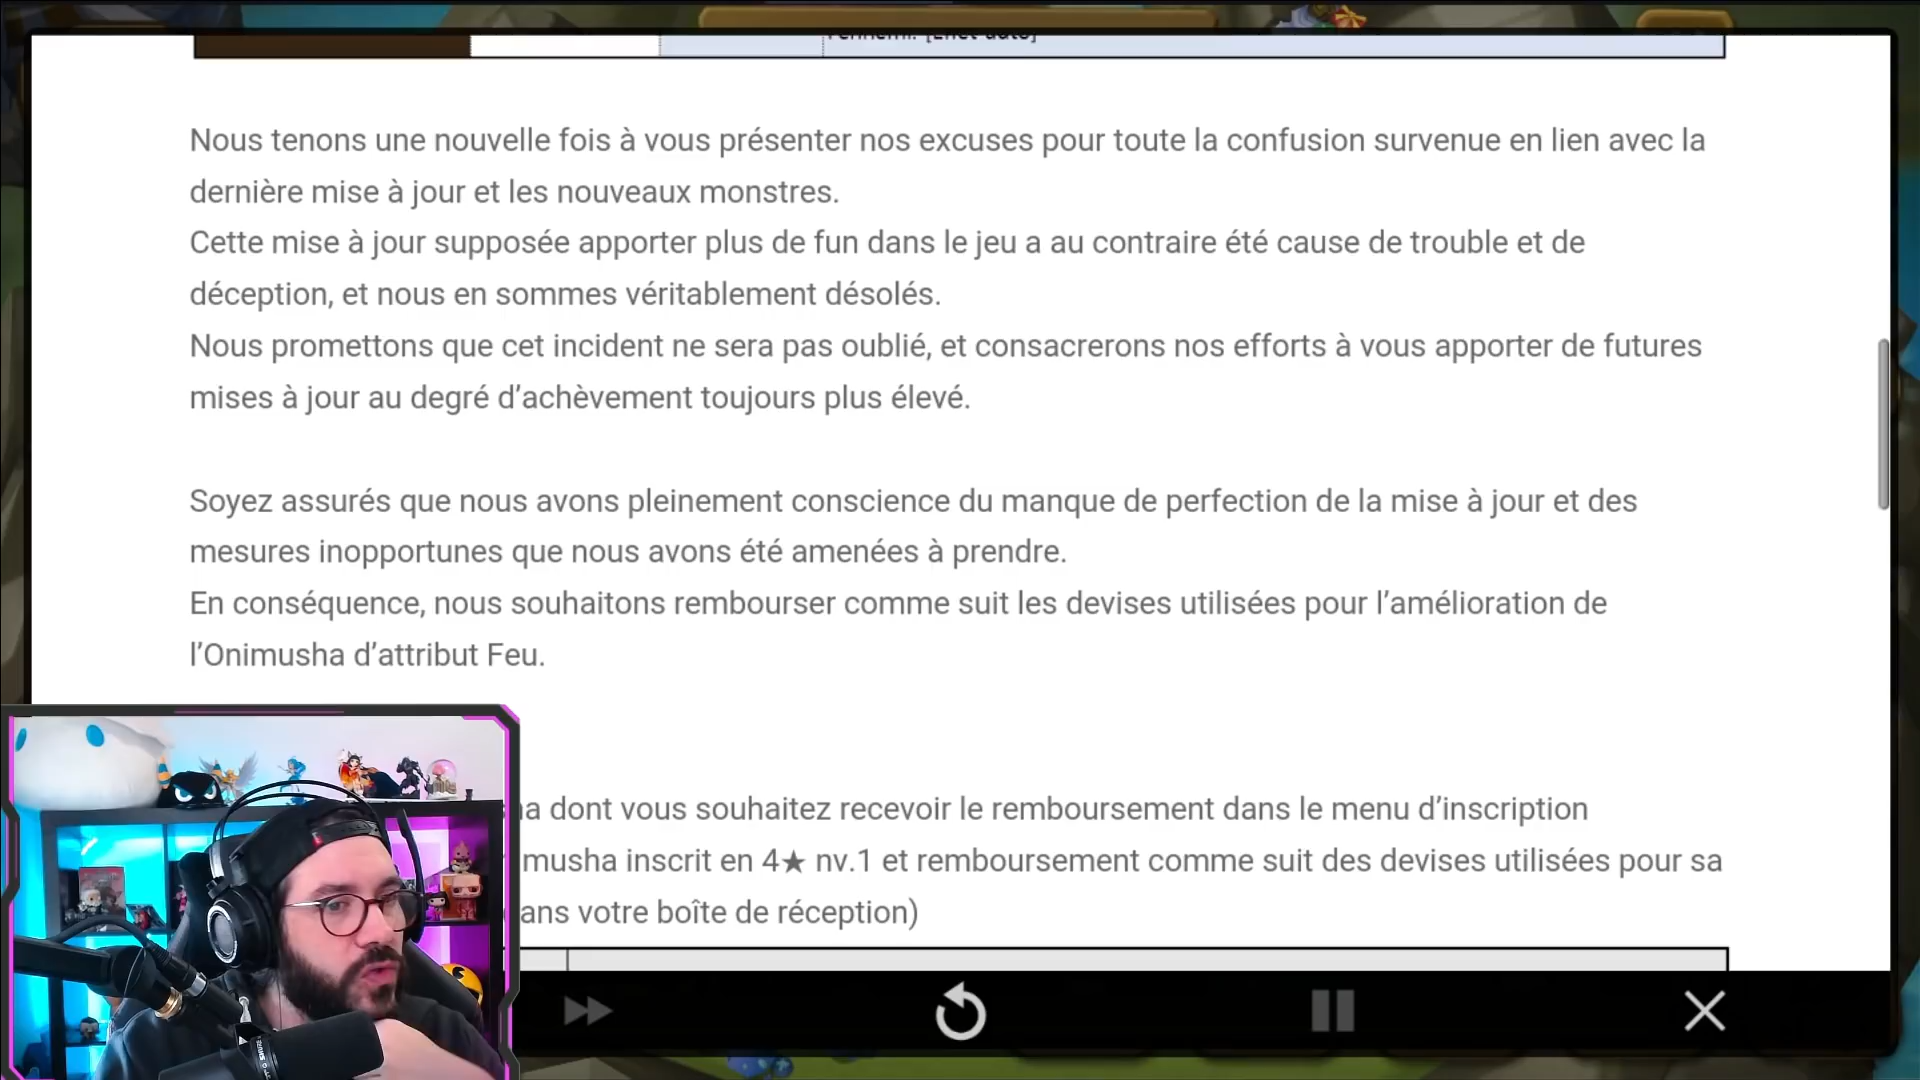 l'ennemi. [Effet auto]
Nous tenons une nouvelle fois à vous présenter nos excuses pour toute la confusion survenue en lien avec la
dernière mise à jour et les nouveaux monstres.
Cette mise à jour supposée apporter plus de fun dans le jeu a au contraire été cause de trouble et de
déception, et nous en sommes véritablement désolés.
Nous promettons que cet incident ne sera pas oublié, et consacrerons nos efforts à vous apporter de futures
mises à jour au degré d’achèvement toujours plus élevé.
Soyez assurés que nous avons pleinement conscience du manque de perfection de la mise à jour et des
mesures inopportunes que nous avons été amenées à prendre.
En conséquence, nous souhaitons rembourser comme suit les devises utilisées pour l’amélioration de
l’Onimusha d’attribut Feu.
dont vous souhaitez recevoir le remboursement dans le menu d’inscription
musha inscrit en 4★ nv.1 et remboursement comme suit des devises utilisées pour sa
ans votre boîte de réception)